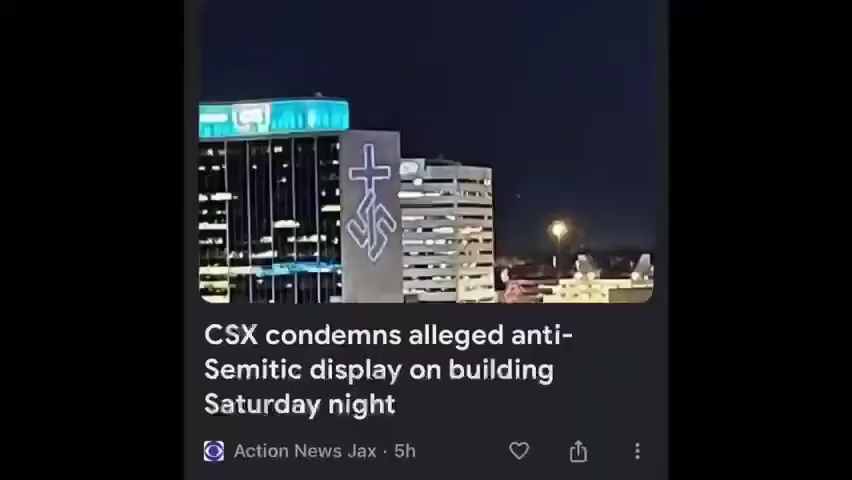 CSX condemns alleged anti-
Semitic display on building
Saturday night
Action News Jax · 5h